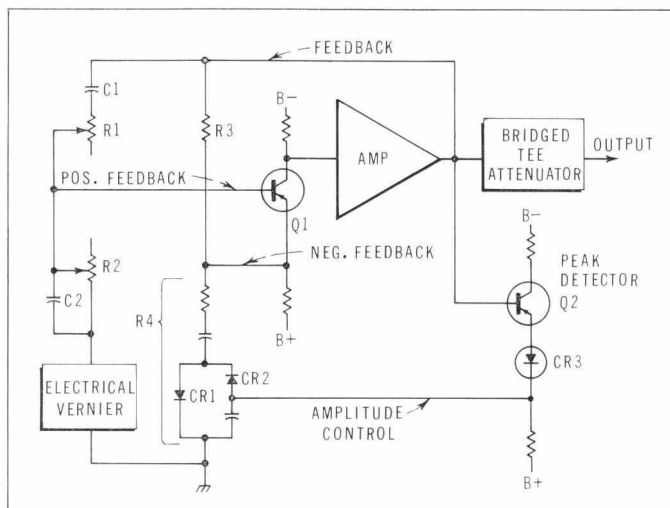 FEEDBACK
C1
R1
R3
B-
AMP
BRIDGED
TEE
ATTENUATOR
OUTPUT
POS. FEEDBACK
Q1
NEG. FEEDBACK
B-
PEAK
DETECTOR
Q2
R2
C2
R4
B+
CR1
CR2
CR3
ELECTRICAL
VERNIER
AMPLITUDE
CONTROL
B+